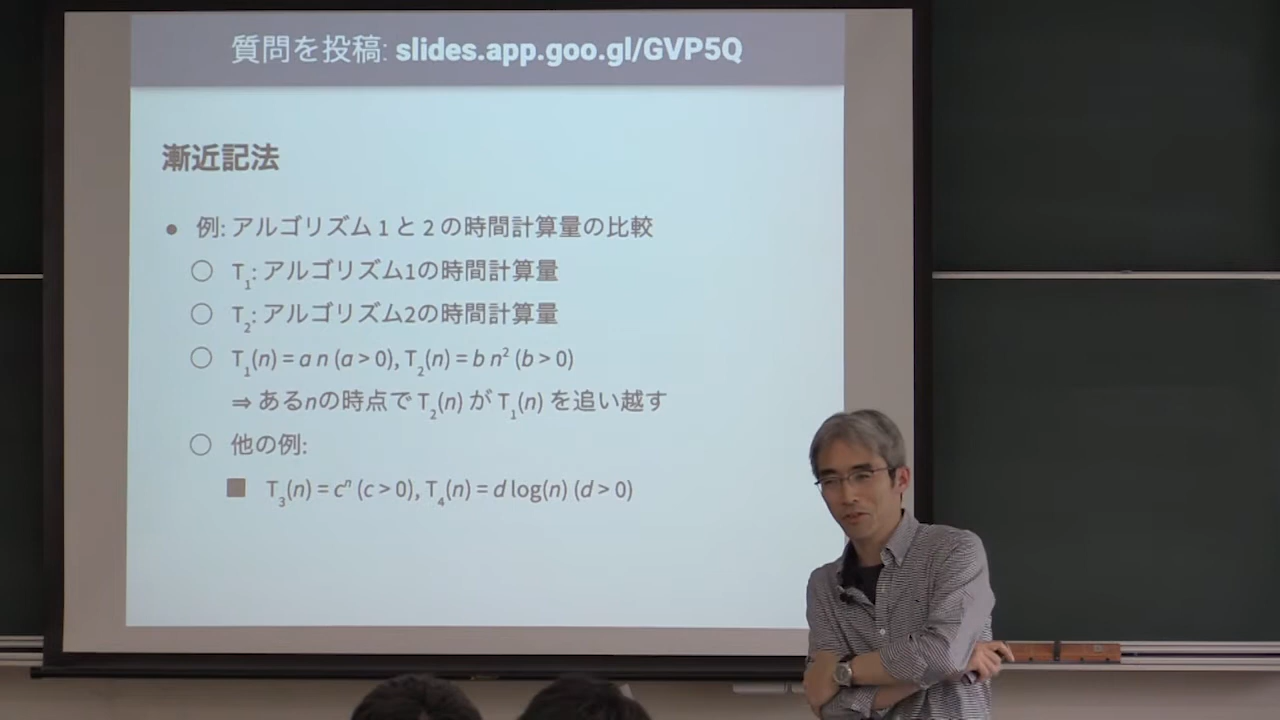 質問を投稿: slides.app.goo.gl/GVP5Q
漸近記法
● 例: アルゴリズム 1 と 2 の時間計算量の比較
○ T₁: アルゴリズム1の時間計算量
○ T₂: アルゴリズム2の時間計算量
○ T₁(n) = a n (a > 0), T₂(n) = b n² (b > 0)
⇒ あるnの時点で T₂(n) が T₁(n) を追い越す
○ 他の例:
■ T₃(n) = cⁿ (c > 0), T₄(n) = d log(n) (d > 0)